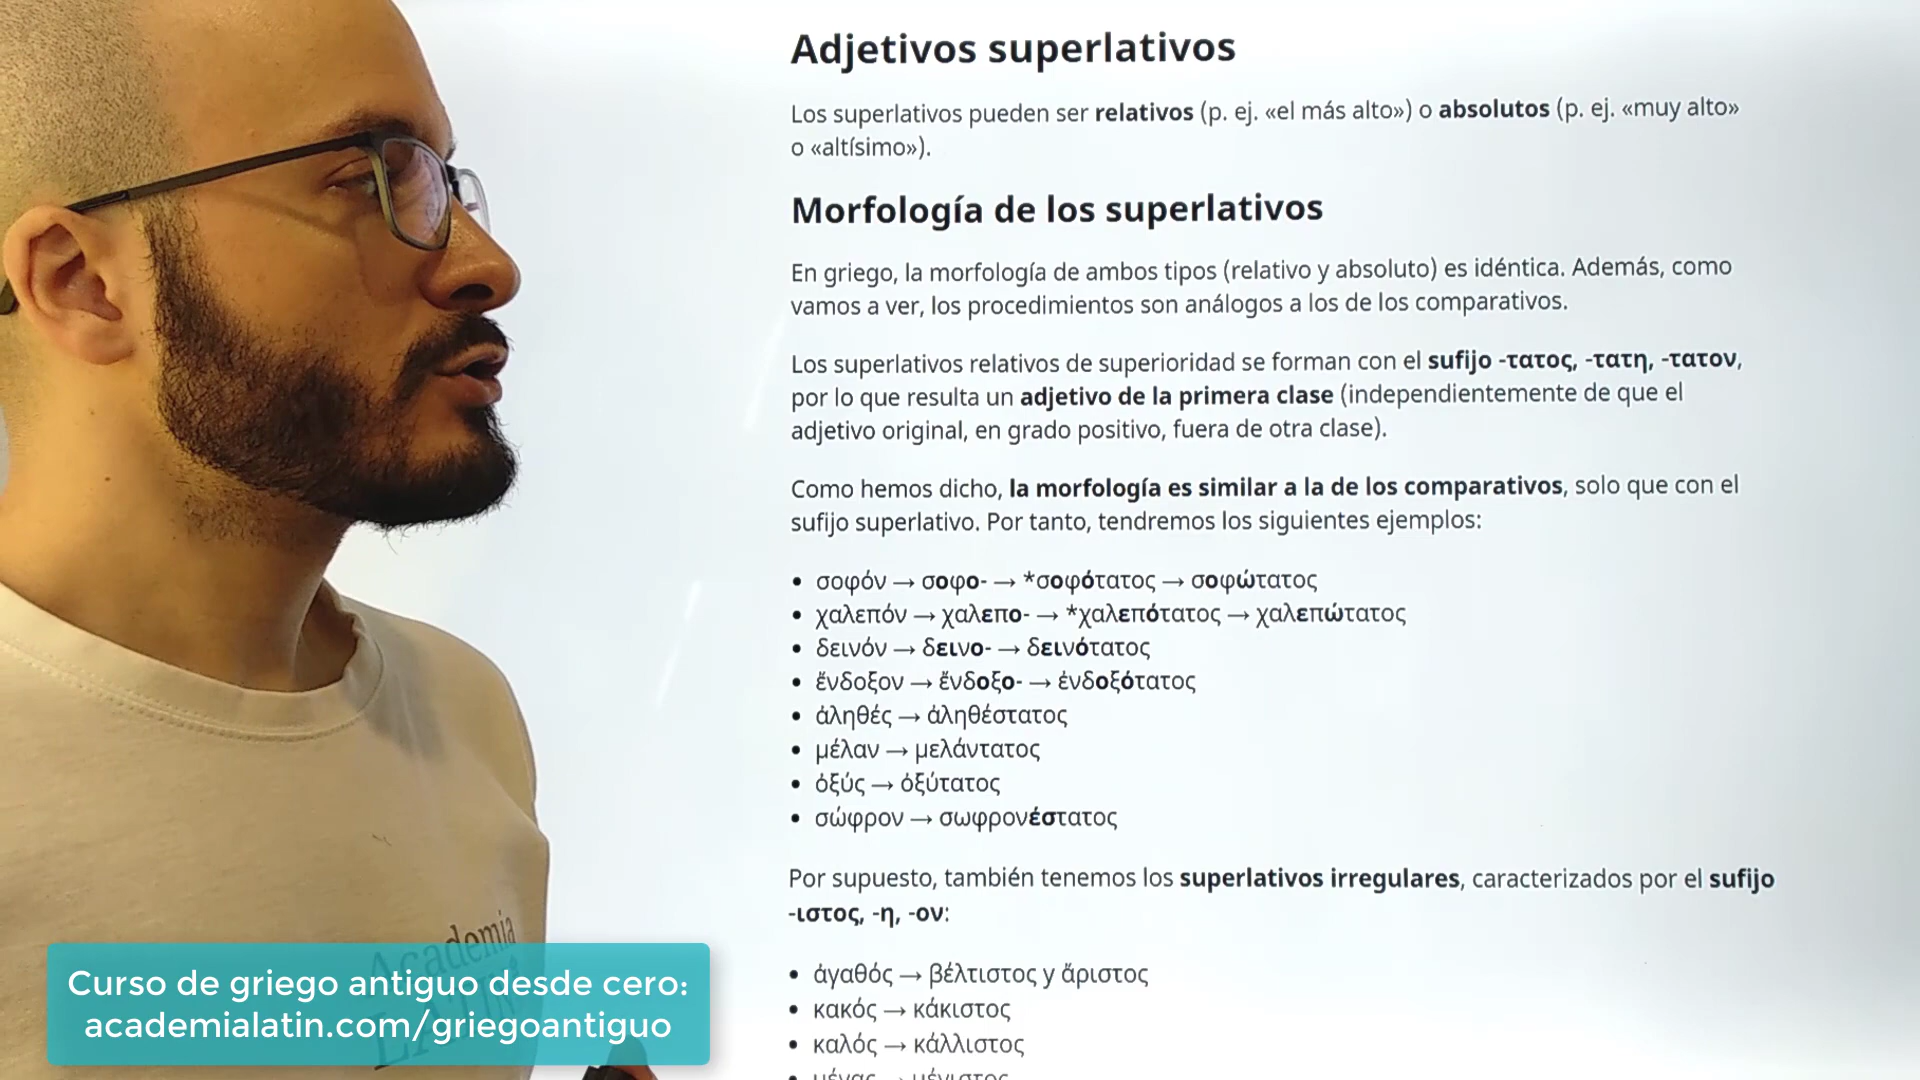 Adjetivos superlativos
Los superlativos pueden ser relativos (p. ej. «el más alto») o absolutos (p. ej. «muy alto»
o «altísimo»).
Morfología de los superlativos
En griego, la morfología de ambos tipos (relativo y absoluto) es idéntica. Además, como
vamos a ver, los procedimientos son análogos a los de los comparativos.
Los superlativos relativos de superioridad se forman con el sufijo -τατος, -τατη, -τατον,
por lo que resulta un adjetivo de la primera clase (independientemente de que el
adjetivo original, en grado positivo, fuera de otra clase).
Como hemos dicho, la morfología es similar a la de los comparativos, solo que con el
sufijo superlativo. Por tanto, tendremos los siguientes ejemplos:
• σοφόν → σοφο- → *σοφότατος → σοφώτατος
• χαλεπόν → χαλεπο- → *χαλεπότατος → χαλεπώτατος
• δεινόν → δεινο- → δεινότατος
• ἔνδοξον → ἔνδοξο- → ἐνδοξότατος
• ἀληθές → ἀληθέστατος
• μέλαν → μελάντατος
• ὀξύς → ὀξύτατος
• σώφρον → σωφρονέστατος
Por supuesto, también tenemos los superlativos irregulares, caracterizados por el sufijo
-ιστος, -η, -ον:
• ἀγαθός → βέλτιστος y ἄριστος
• κακός → κάκιστος
• καλός → κάλλιστος
• μέγας → μέγιστος
Academia
LATIN
Curso de griego antiguo desde cero:
academialatin.com/griegoantiguo